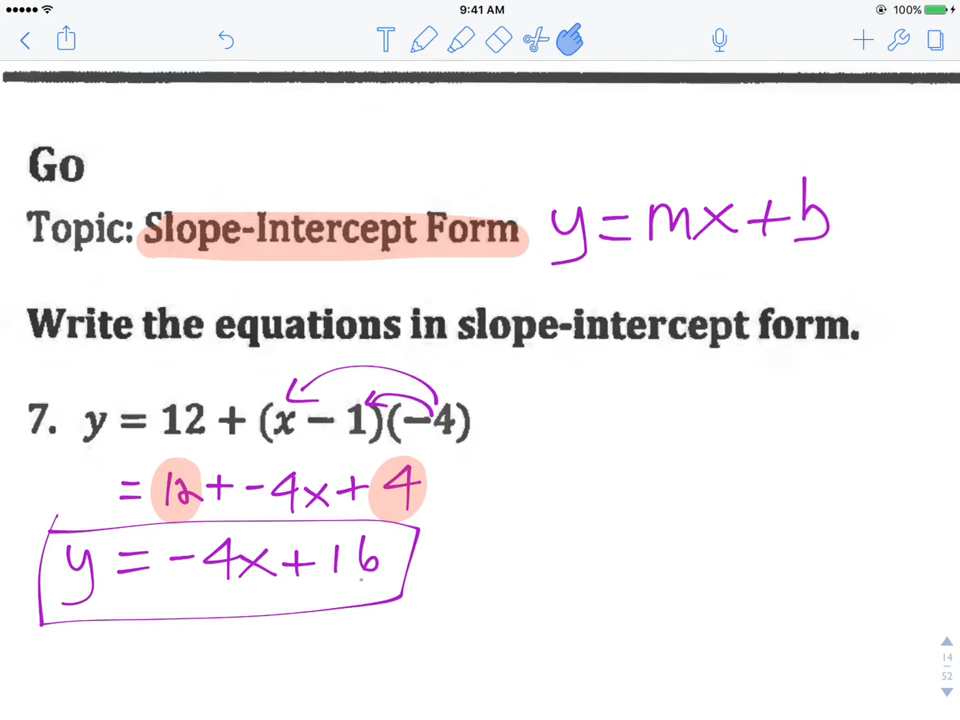 9:41 AM
100%
T
Go
Topic: Slope-Intercept Form y = mx + b
Write the equations in slope-intercept form.
7. y = 12 + (x − 1)(−4)
= 12 + -4x + 4
y = -4x + 16
14
52